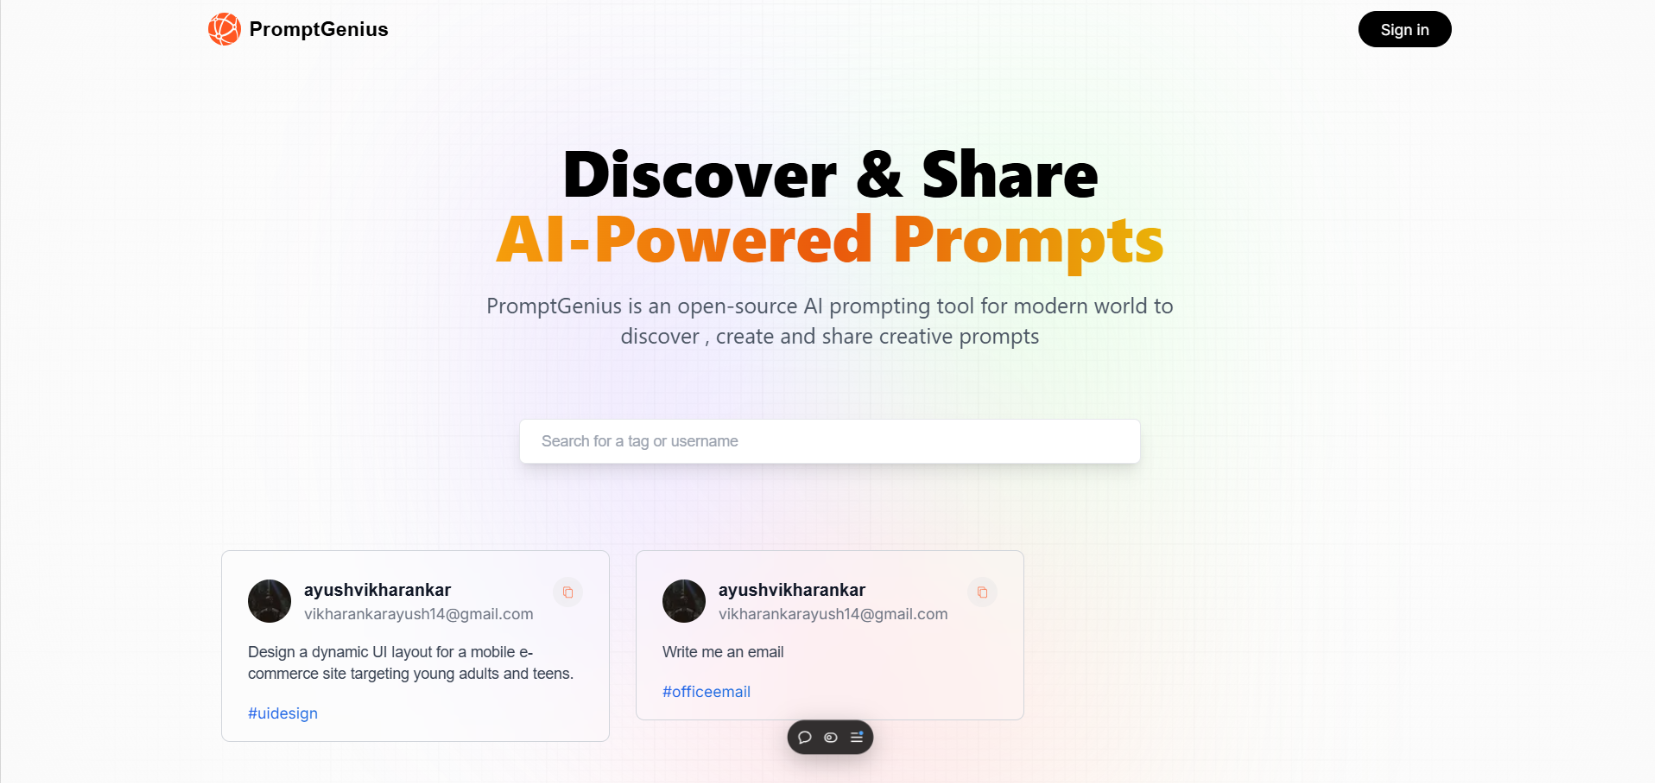 PromptGenius
Sign in
Discover & Share
AI-Powered Prompts
PromptGenius is an open-source AI prompting tool for modern world to
discover , create and share creative prompts
Search for a tag or username
ayushvikharankar
vikharankarayush14@gmail.com
Design a dynamic UI layout for a mobile e-
commerce site targeting young adults and teens.
#uidesign
ayushvikharankar
vikharankarayush14@gmail.com
Write me an email
#officeemail